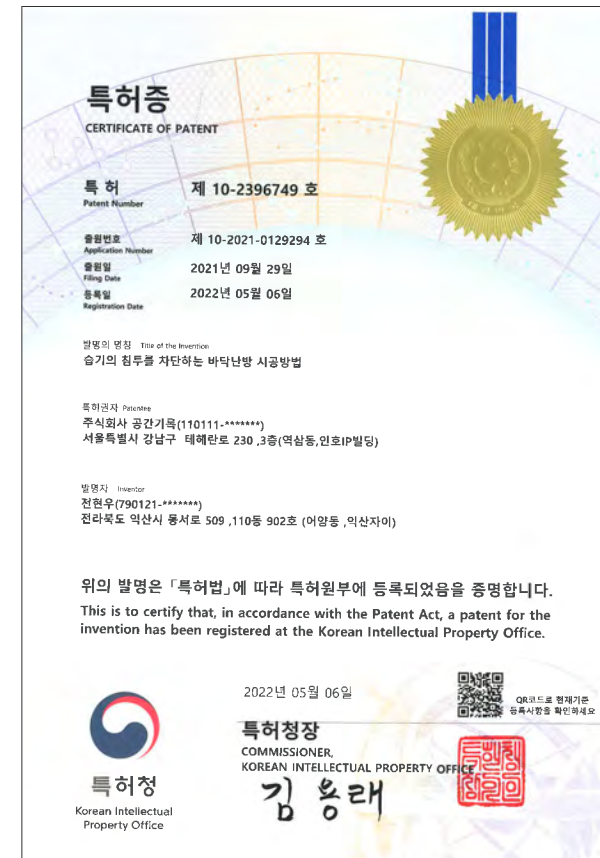 특허증
CERTIFICATE OF PATENT
특 허 제 10-2396749 호
Patent Number
출원번호 제 10-2021-0129294 호
Application Number
출원일 2021년 09월 29일
Filing Date
등록일 2022년 05월 06일
Registration Date
발명의 명칭 Title of the Invention
습기의 침투를 차단하는 바닥난방 시공방법
특허권자 Patentee
주식회사 공간기록(110111-*******)
서울특별시 강남구 테헤란로 230 ,3층(역삼동,인호IP빌딩)
발명자 Inventor
전현우(790121-*******)
전라북도 익산시 동서로 509 ,110동 902호 (어양동 ,익산자이)
위의 발명은 「특허법」에 따라 특허원부에 등록되었음을 증명합니다.
This is to certify that, in accordance with the Patent Act, a patent for the
invention has been registered at the Korean Intellectual Property Office.
2022년 05월 06일
QR코드로 현재기준
등록사항을 확인하세요
특허청장
COMMISSIONER,
KOREAN INTELLECTUAL PROPERTY OFFICE
김용래
특허청장의인
특허청
Korean Intellectual
Property Office